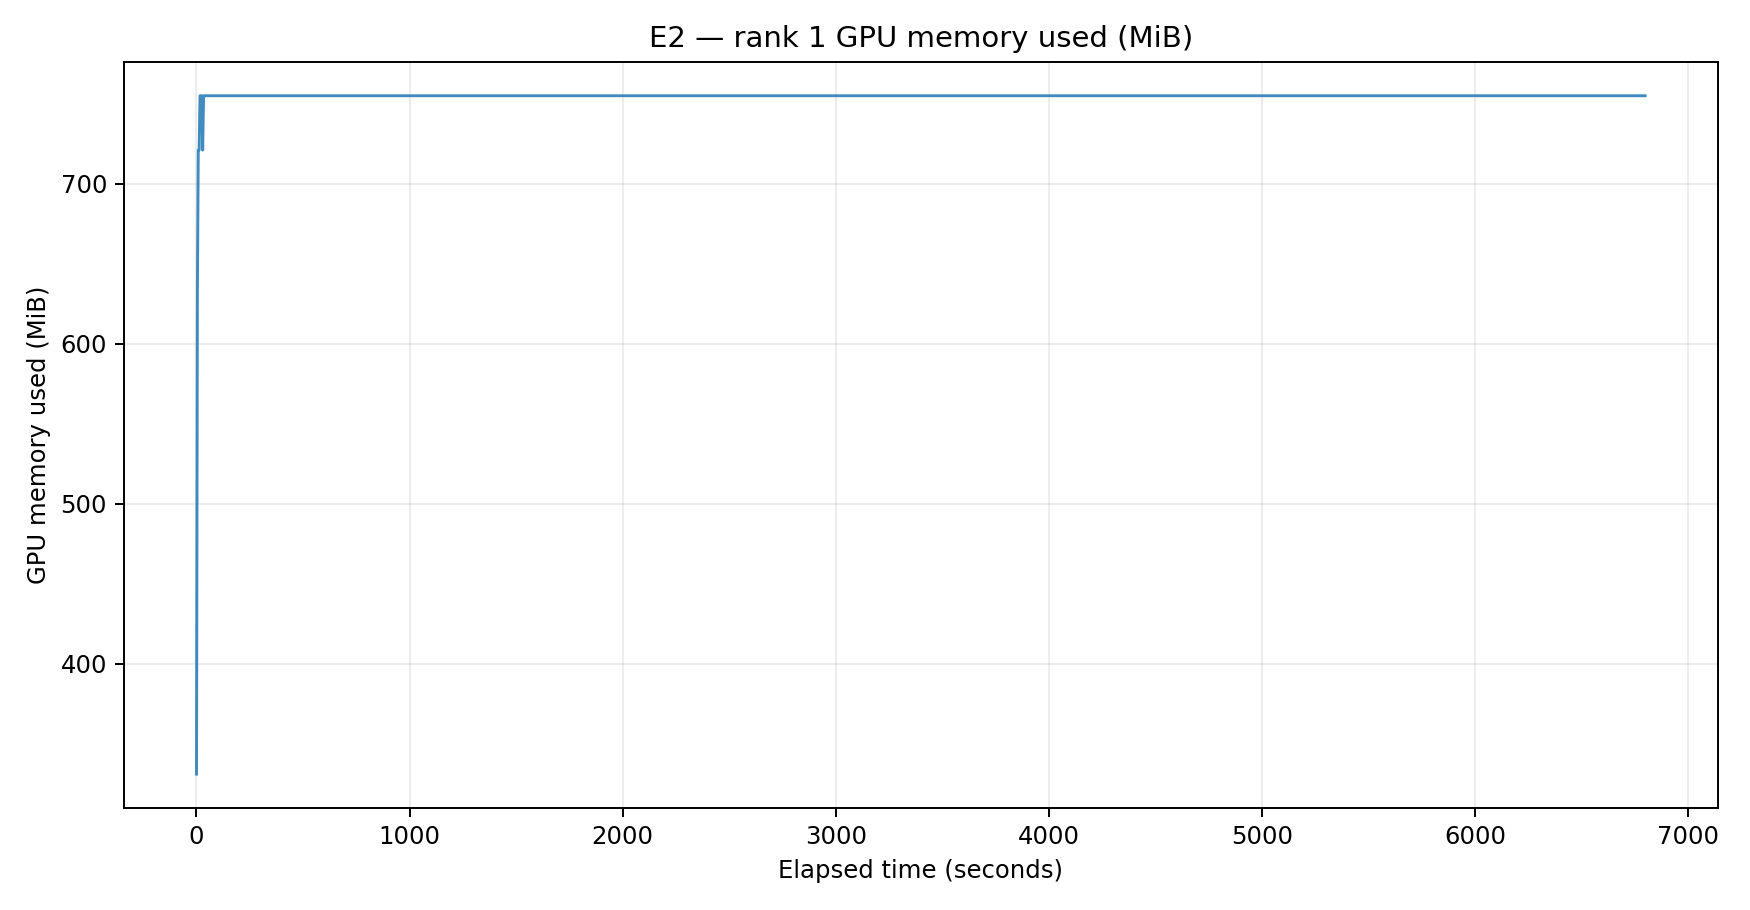 E2 — rank 1 GPU memory used (MiB)
GPU memory used (MiB)
700
600
500
400
0 1000 2000 3000 4000 5000 6000 7000
Elapsed time (seconds)